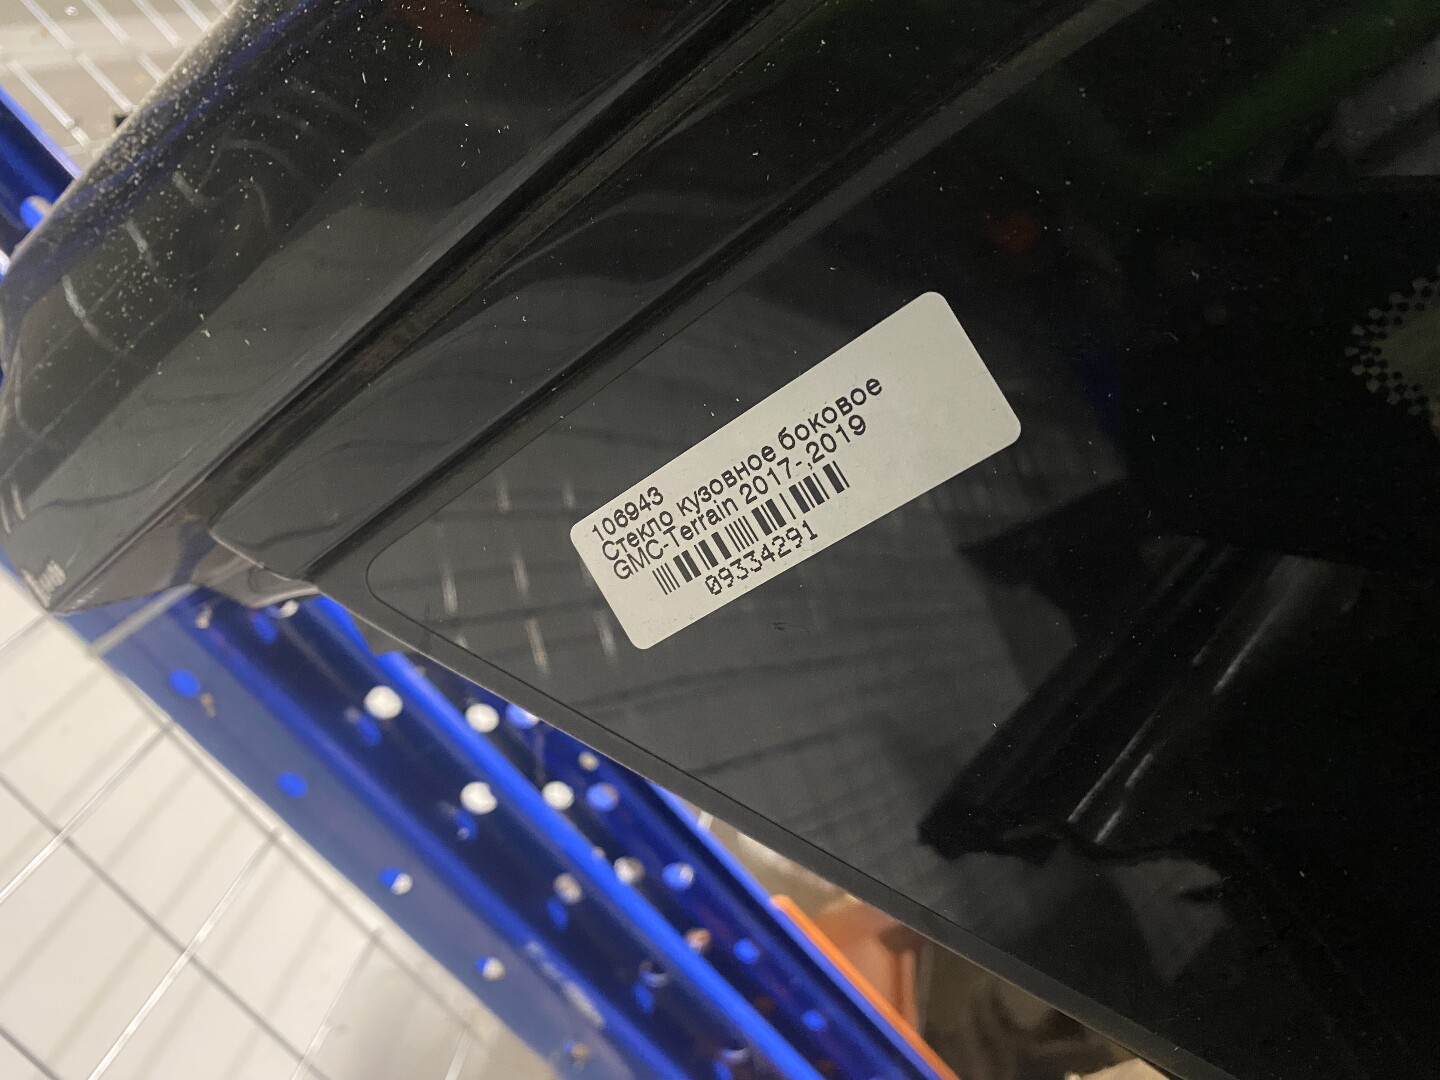 106943
Стекло кузовное боковое
GMC-Terrain 2017-,2019
09334291